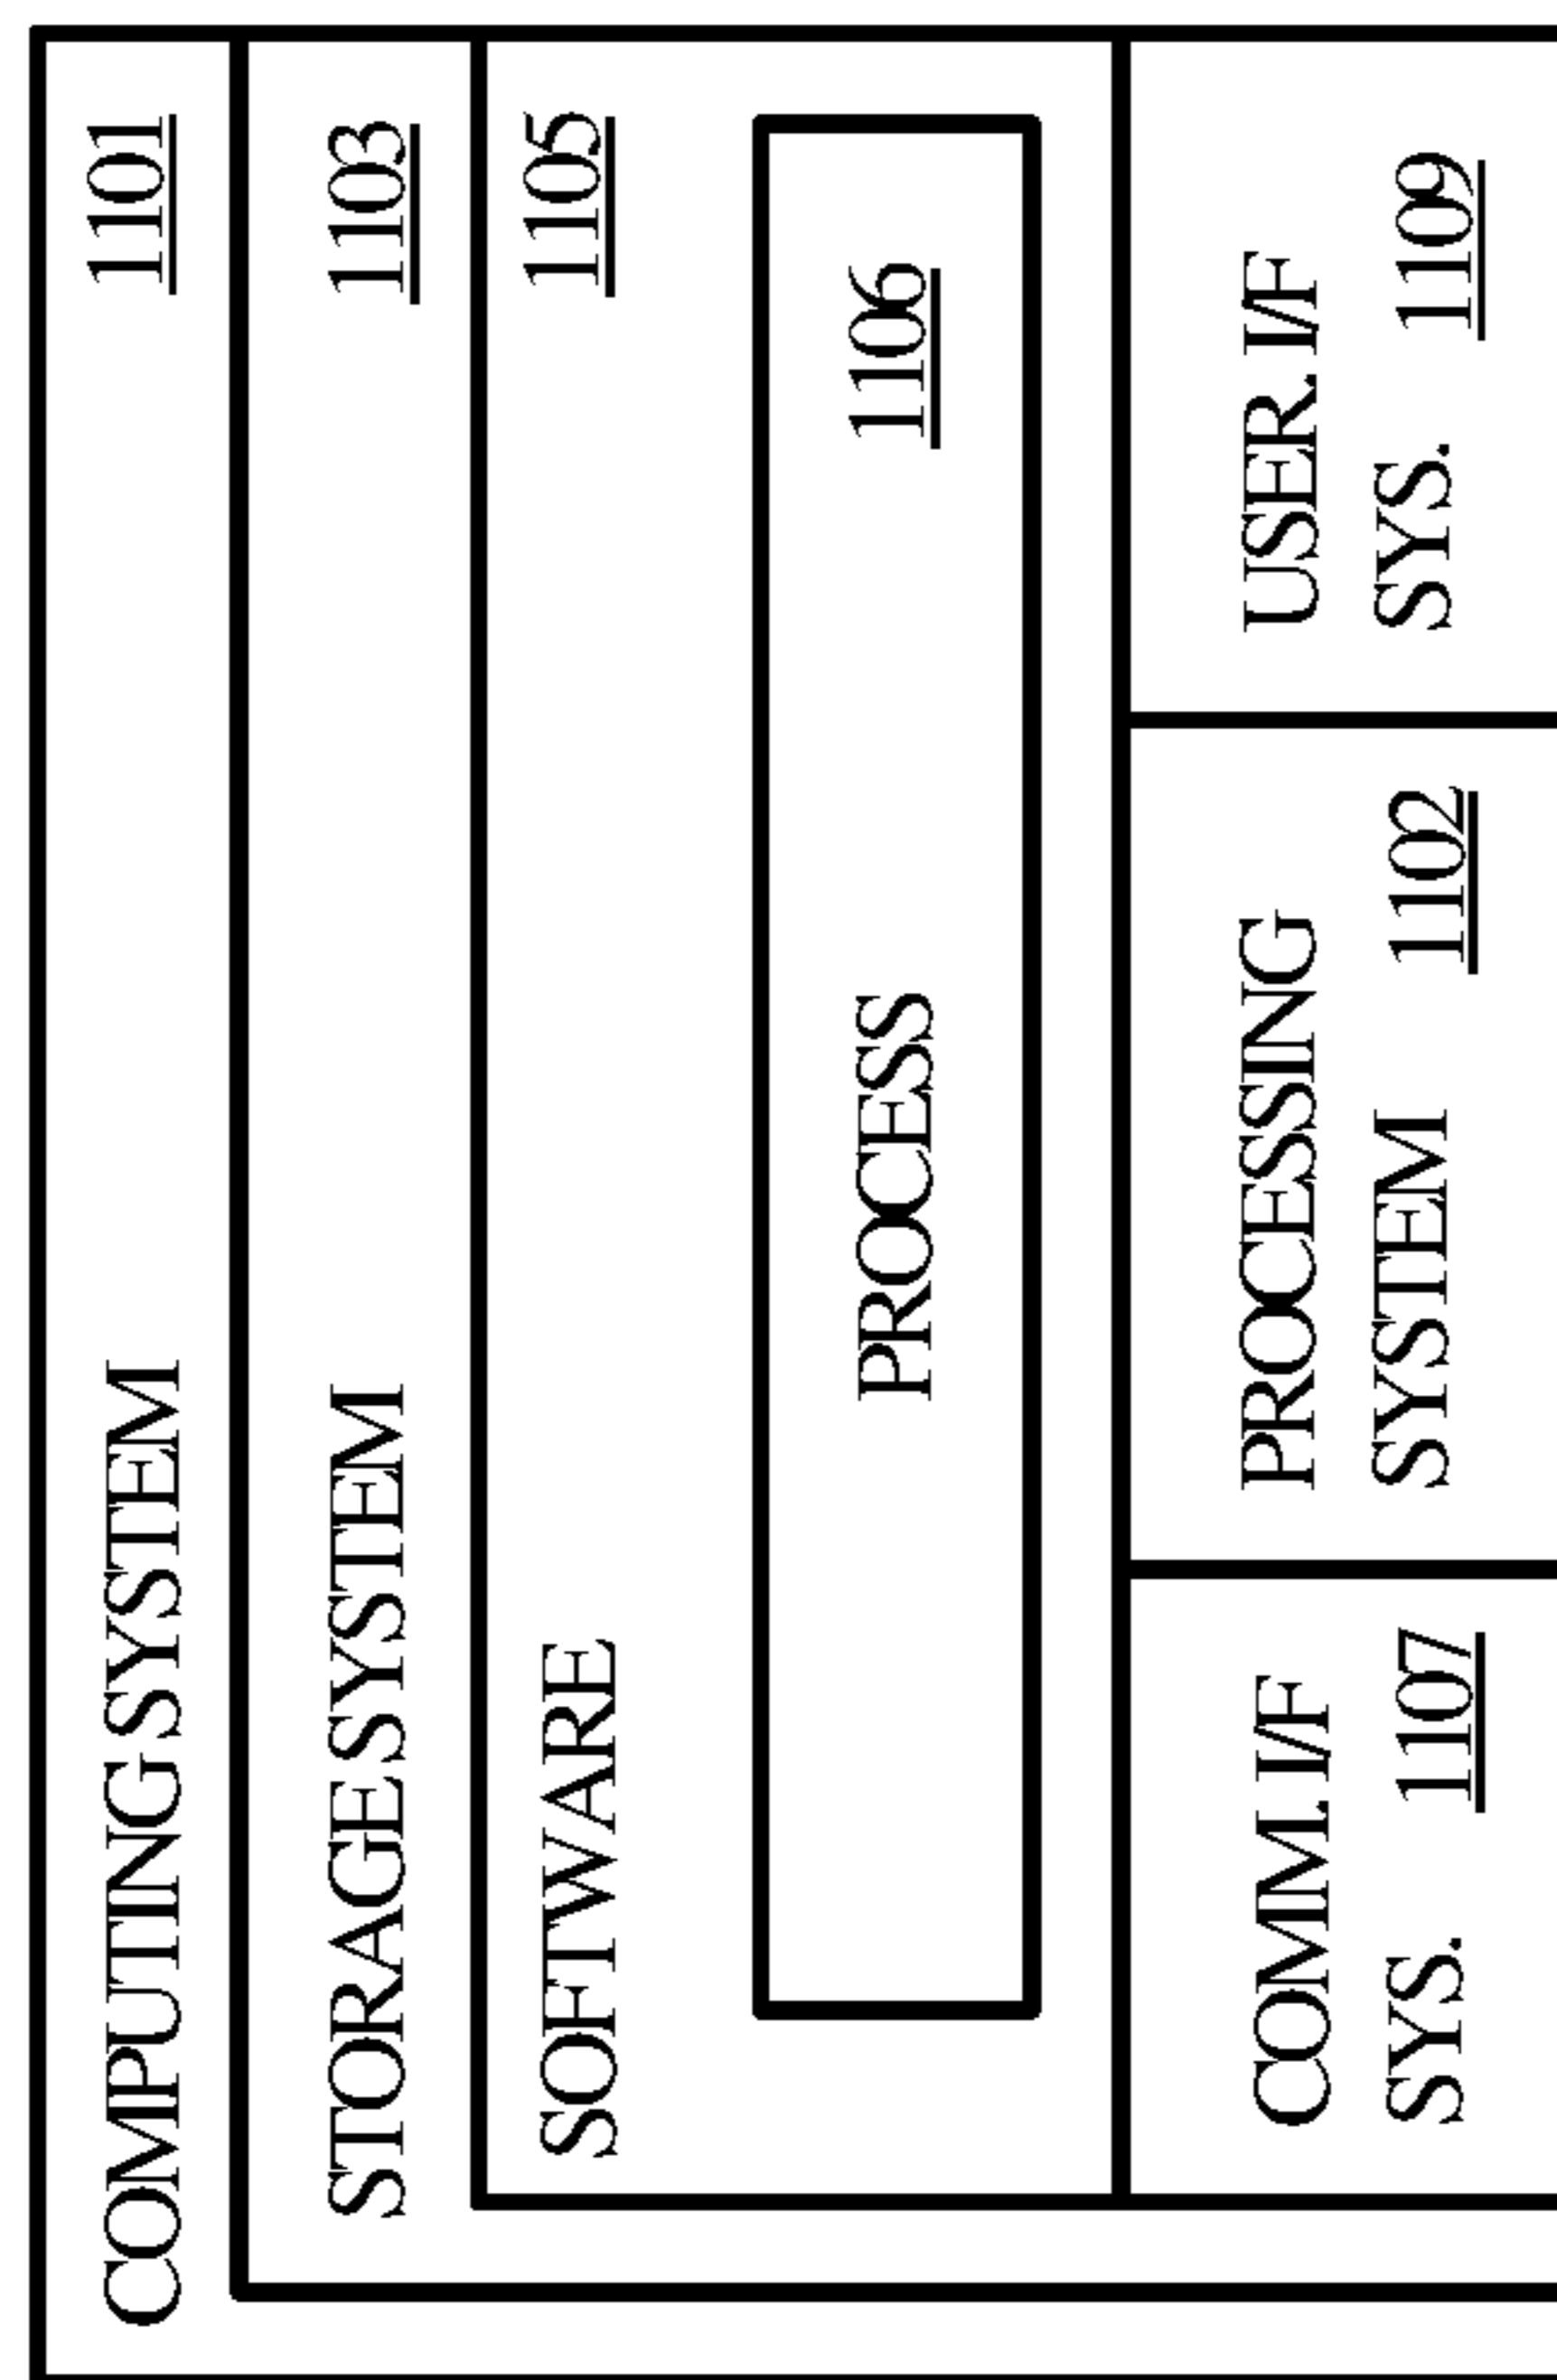 COMPUTING SYSTEM 1101
STORAGE SYSTEM 1103
SOFTWARE 1105
PROCESS 1106
COMM. I/F
SYS. 1107
PROCESSING
SYSTEM 1102
USER. I/F
SYS. 1109